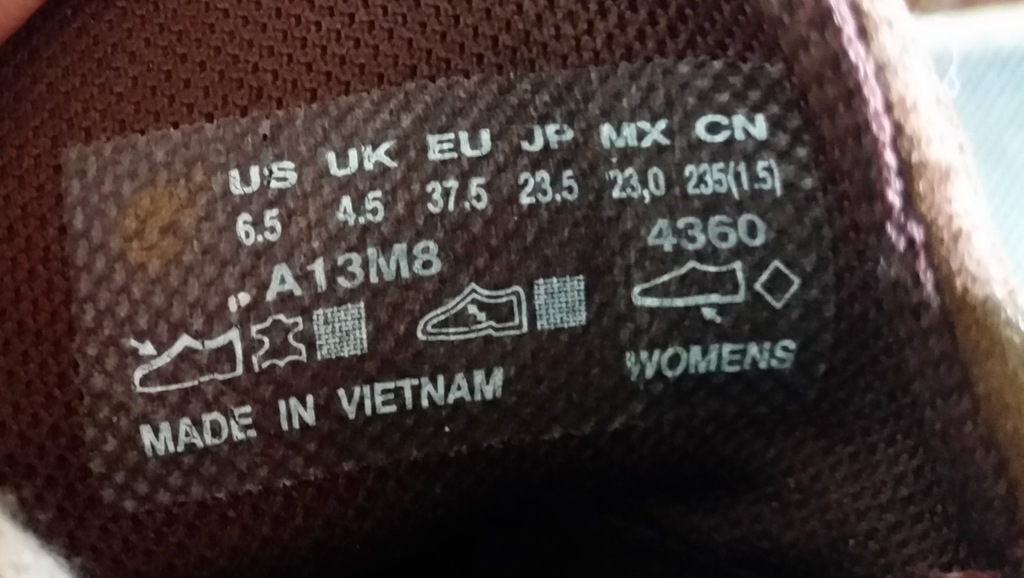 US UK EU JP MX CN
6.5 4.5 37.5 23.5 23,0 235(1.5)
A13M8 4360
MADE IN VIETNAM WOMENS